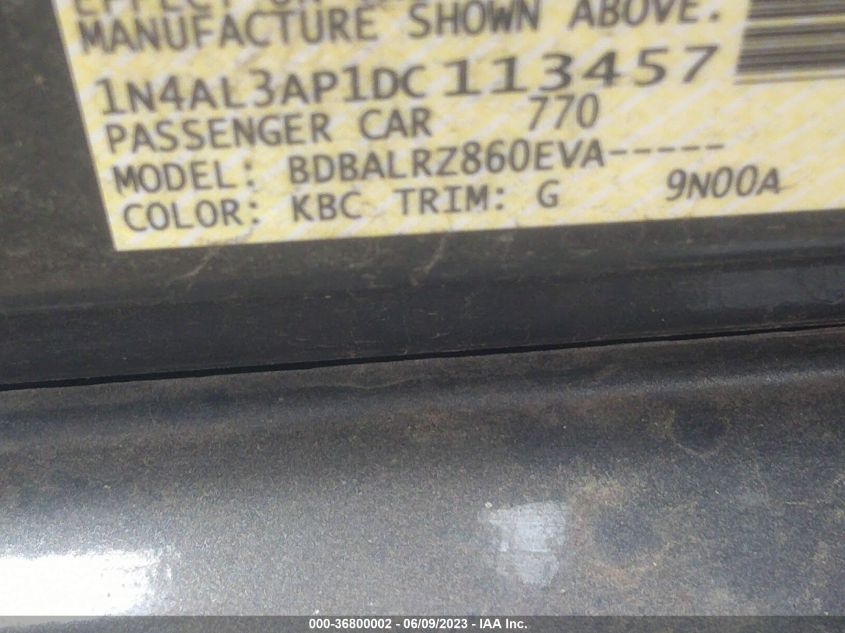 MANUFACTURE SHOWN ABOVE.
1N4AL3AP1DC113457
PASSENGER CAR 770
MODEL: BDBALRZ860EVA-----
COLOR: KBC TRIM: G 9N00A
000-36800002 - 06/09/2023 - IAA Inc.